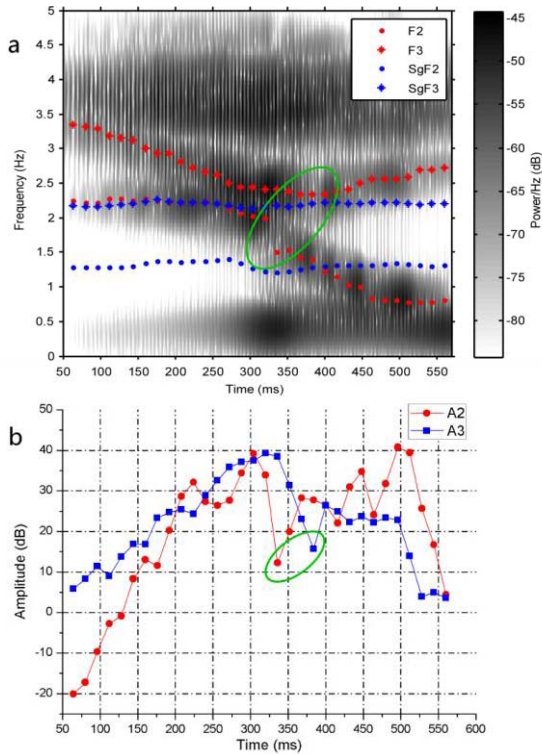 a
5
4.5
4
3.5
3
2.5
2
1.5
1
0.5
0
Frequency (Hz)
50 100 150 200 250 300 350 400 450 500 550
Time (ms)
F2
F3
SgF2
SgF3
-45
-50
-55
-60
-65
-70
-75
-80
Power/Hz (dB)
b
A2
A3
50
40
30
20
10
0
-10
-20
Amplitude (dB)
50 100 150 200 250 300 350 400 450 500 550 600
Time (ms)